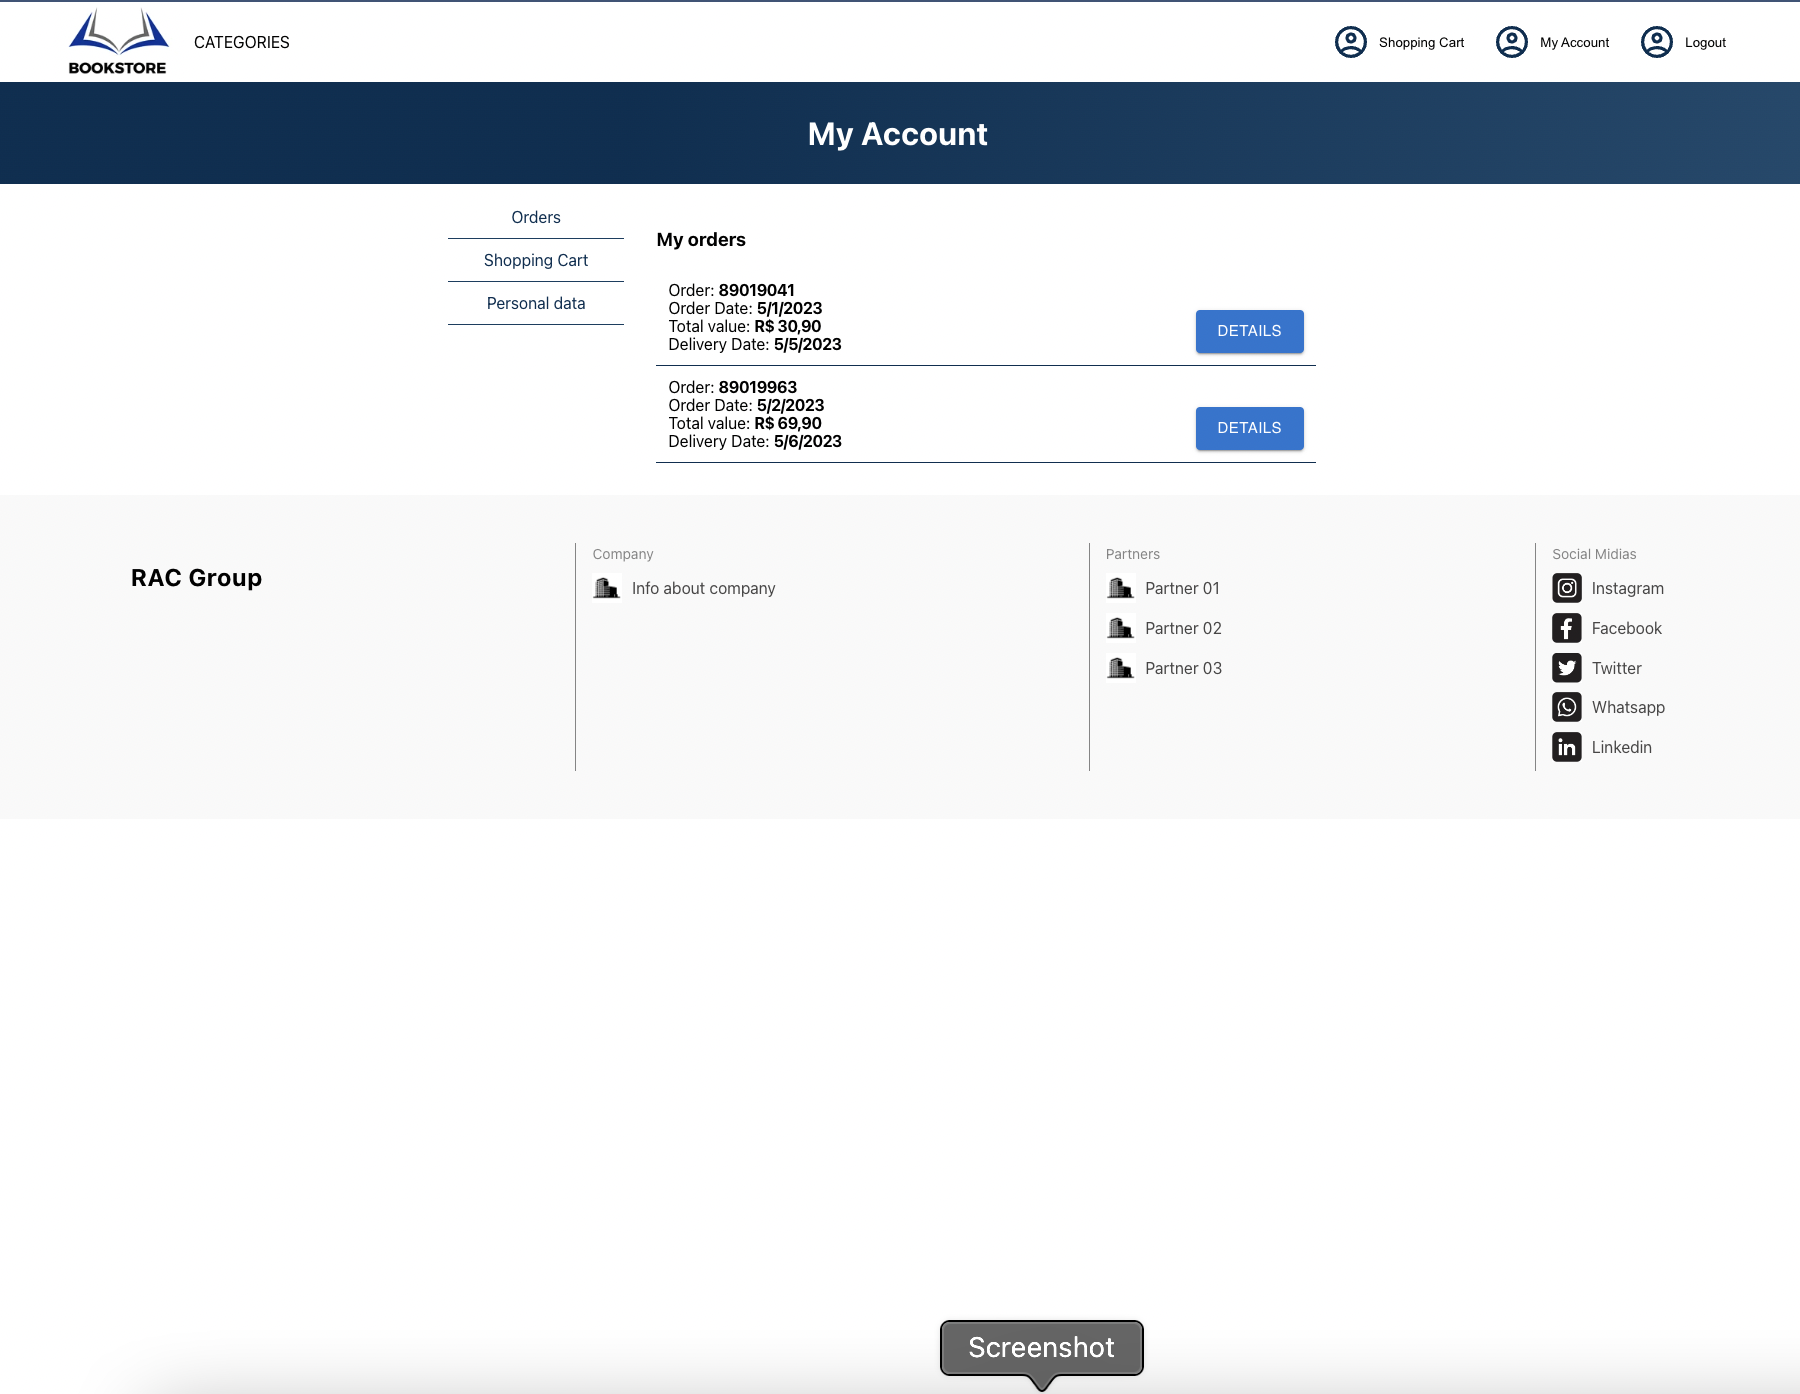 BOOKSTORE
CATEGORIES
Shopping Cart
My Account
Logout
My Account
Orders
Shopping Cart
Personal data
My orders
Order: 89019041
Order Date: 5/1/2023
Total value: R$ 30,90
Delivery Date: 5/5/2023
DETAILS
Order: 89019963
Order Date: 5/2/2023
Total value: R$ 69,90
Delivery Date: 5/6/2023
DETAILS
RAC Group
Company
Info about company
Partners
Partner 01
Partner 02
Partner 03
Social Midias
Instagram
Facebook
Twitter
Whatsapp
Linkedin
Screenshot